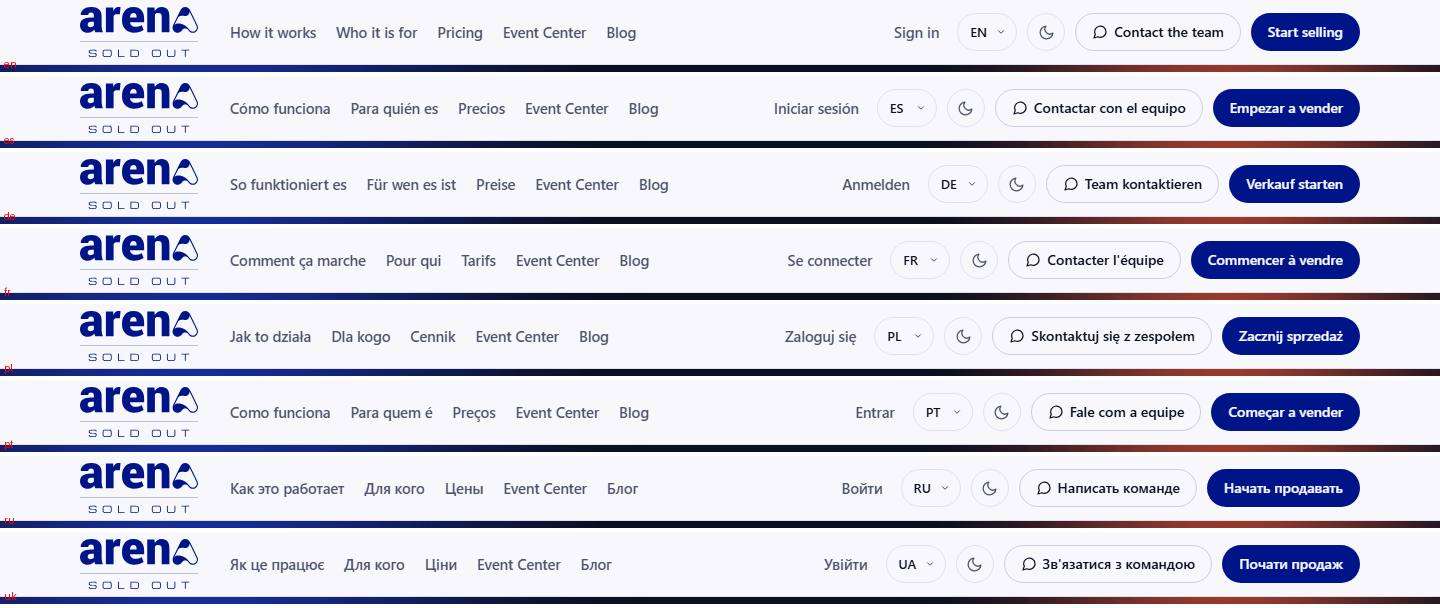 arena How it works Who it is for Pricing Event Center Blog Sign in EN Contact the team Start selling
SOLD OUT
en
arena Cómo funciona Para quién es Precios Event Center Blog Iniciar sesión ES Contactar con el equipo Empezar a vender
SOLD OUT
es
arena So funktioniert es Für wen es ist Preise Event Center Blog Anmelden DE Team kontaktieren Verkauf starten
SOLD OUT
de
arena Comment ça marche Pour qui Tarifs Event Center Blog Se connecter FR Contacter l'équipe Commencer à vendre
SOLD OUT
fr
arena Jak to działa Dla kogo Cennik Event Center Blog Zaloguj się PL Skontaktuj się z zespołem Zacznij sprzedaż
SOLD OUT
pl
arena Como funciona Para quem é Preços Event Center Blog Entrar PT Fale com a equipe Começar a vender
SOLD OUT
pt
arena Как это работает Для кого Цены Event Center Блог Войти RU Написать команде Начать продавать
SOLD OUT
ru
arena Як це працює Для кого Ціни Event Center Блог Увійти UA Зв'язатися з командою Почати продаж
SOLD OUT
uk